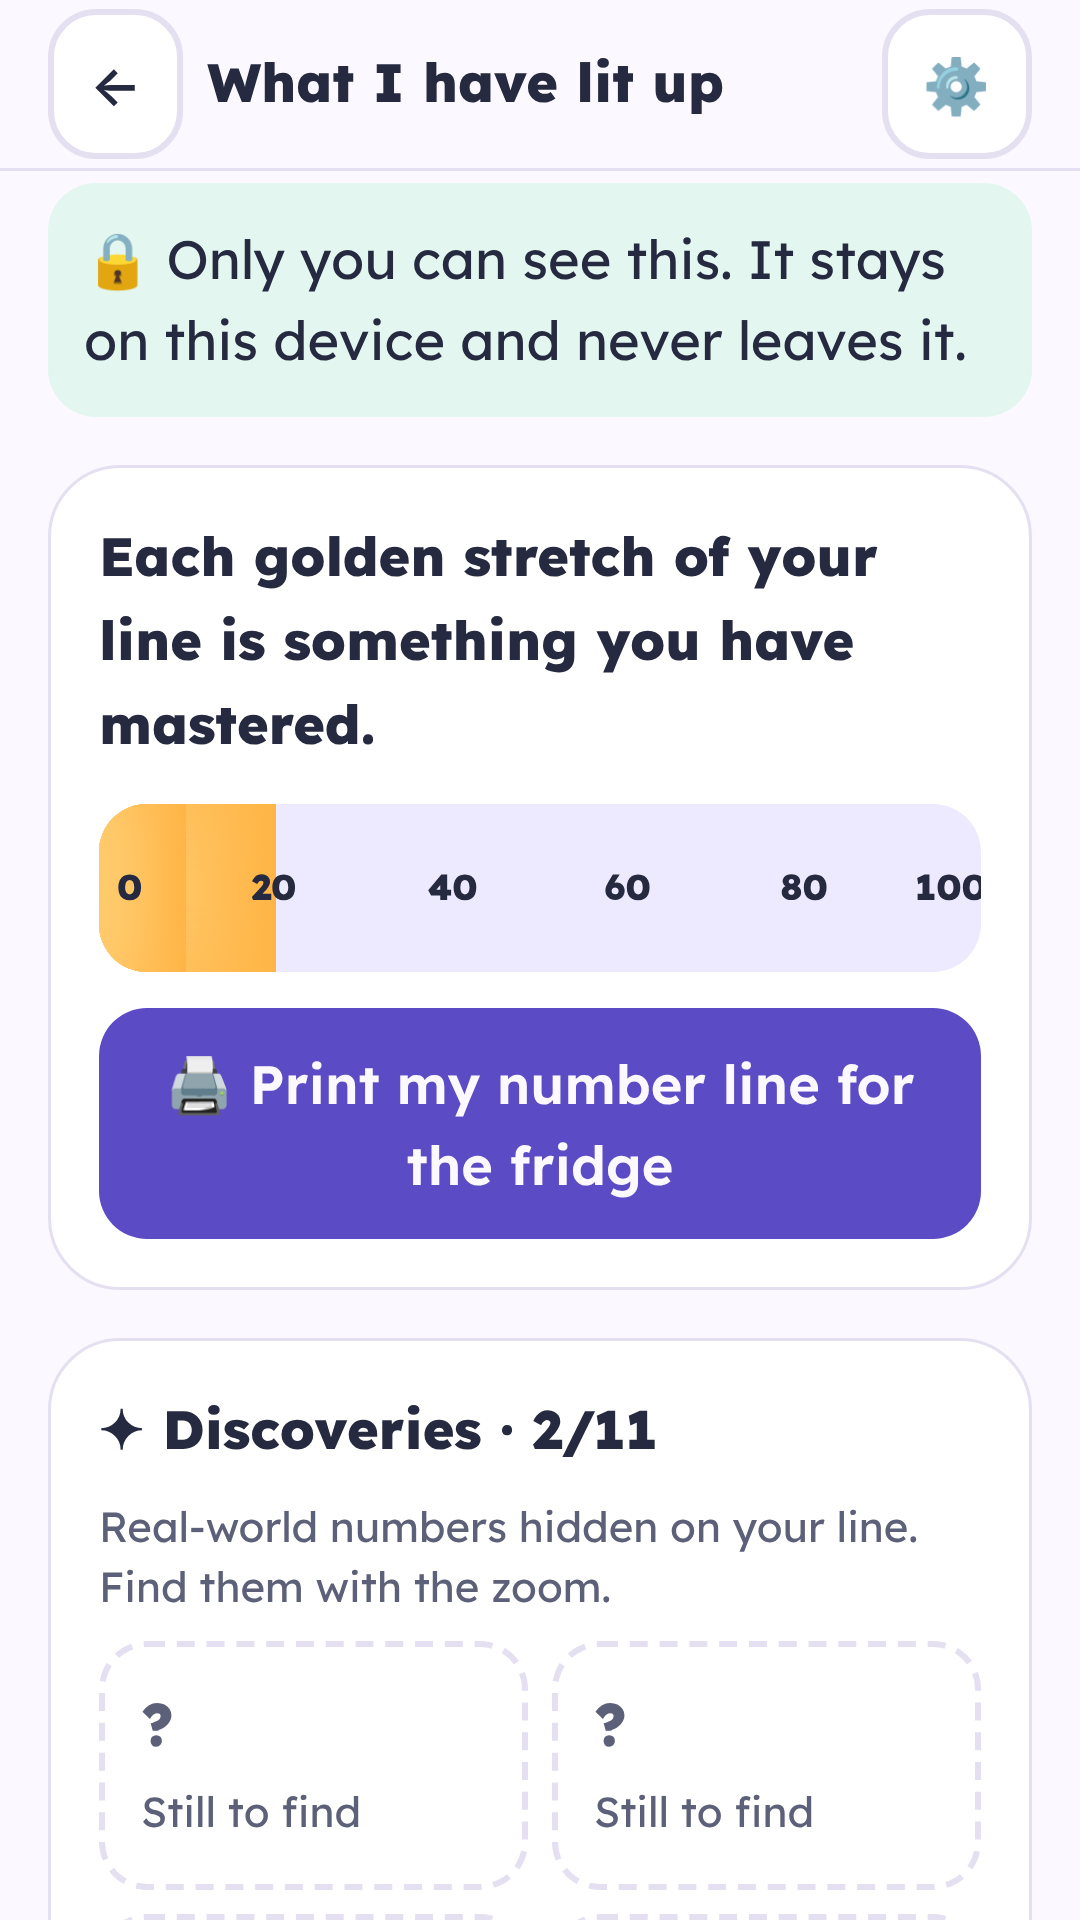 ← What I have lit up ⚙️
🔒 Only you can see this. It stays
on this device and never leaves it.
Each golden stretch of your
line is something you have
mastered.
0 20 40 60 80 100
🖨️ Print my number line for
the fridge
✦ Discoveries · 2/11
Real-world numbers hidden on your line.
Find them with the zoom.
? ?
Still to find Still to find